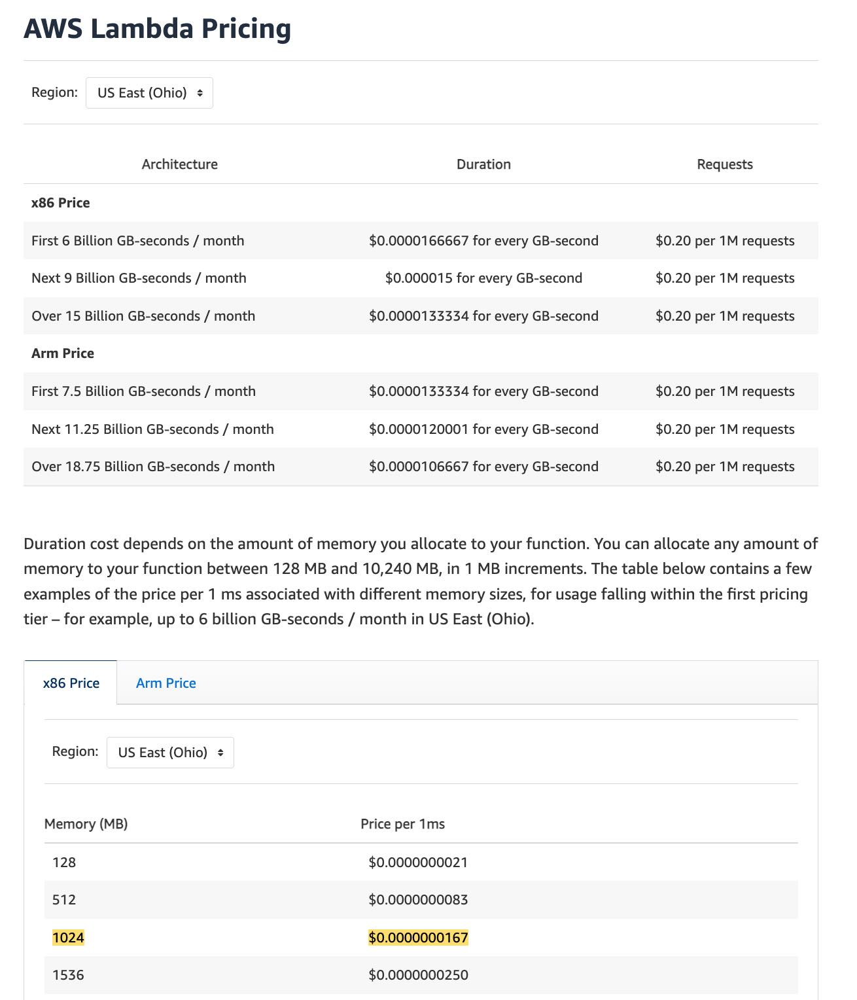 AWS Lambda Pricing
Region: US East (Ohio)
Architecture Duration Requests
x86 Price
First 6 Billion GB-seconds / month $0.0000166667 for every GB-second $0.20 per 1M requests
Next 9 Billion GB-seconds / month $0.000015 for every GB-second $0.20 per 1M requests
Over 15 Billion GB-seconds / month $0.0000133334 for every GB-second $0.20 per 1M requests
Arm Price
First 7.5 Billion GB-seconds / month $0.0000133334 for every GB-second $0.20 per 1M requests
Next 11.25 Billion GB-seconds / month $0.0000120001 for every GB-second $0.20 per 1M requests
Over 18.75 Billion GB-seconds / month $0.0000106667 for every GB-second $0.20 per 1M requests
Duration cost depends on the amount of memory you allocate to your function. You can allocate any amount of
memory to your function between 128 MB and 10,240 MB, in 1 MB increments. The table below contains a few
examples of the price per 1 ms associated with different memory sizes, for usage falling within the first pricing
tier – for example, up to 6 billion GB-seconds / month in US East (Ohio).
x86 Price Arm Price
Region: US East (Ohio)
Memory (MB) Price per 1ms
128 $0.0000000021
512 $0.0000000083
1024 $0.0000000167
1536 $0.0000000250